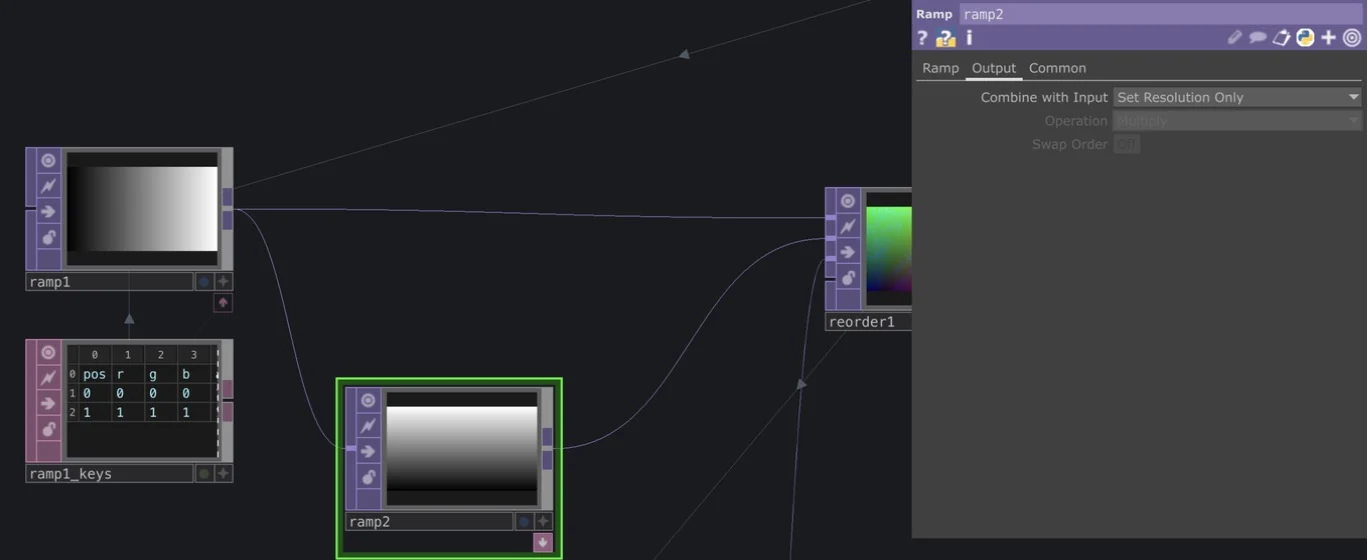 Ramp ramp2
? i
Ramp Output Common
Combine with Input Set Resolution Only
Operation Multiply
Swap Order Off
ramp1
0 1 2 3
0 pos r g b
1 0 0 0 0
2 1 1 1 1
ramp1_keys
ramp2
reorder1